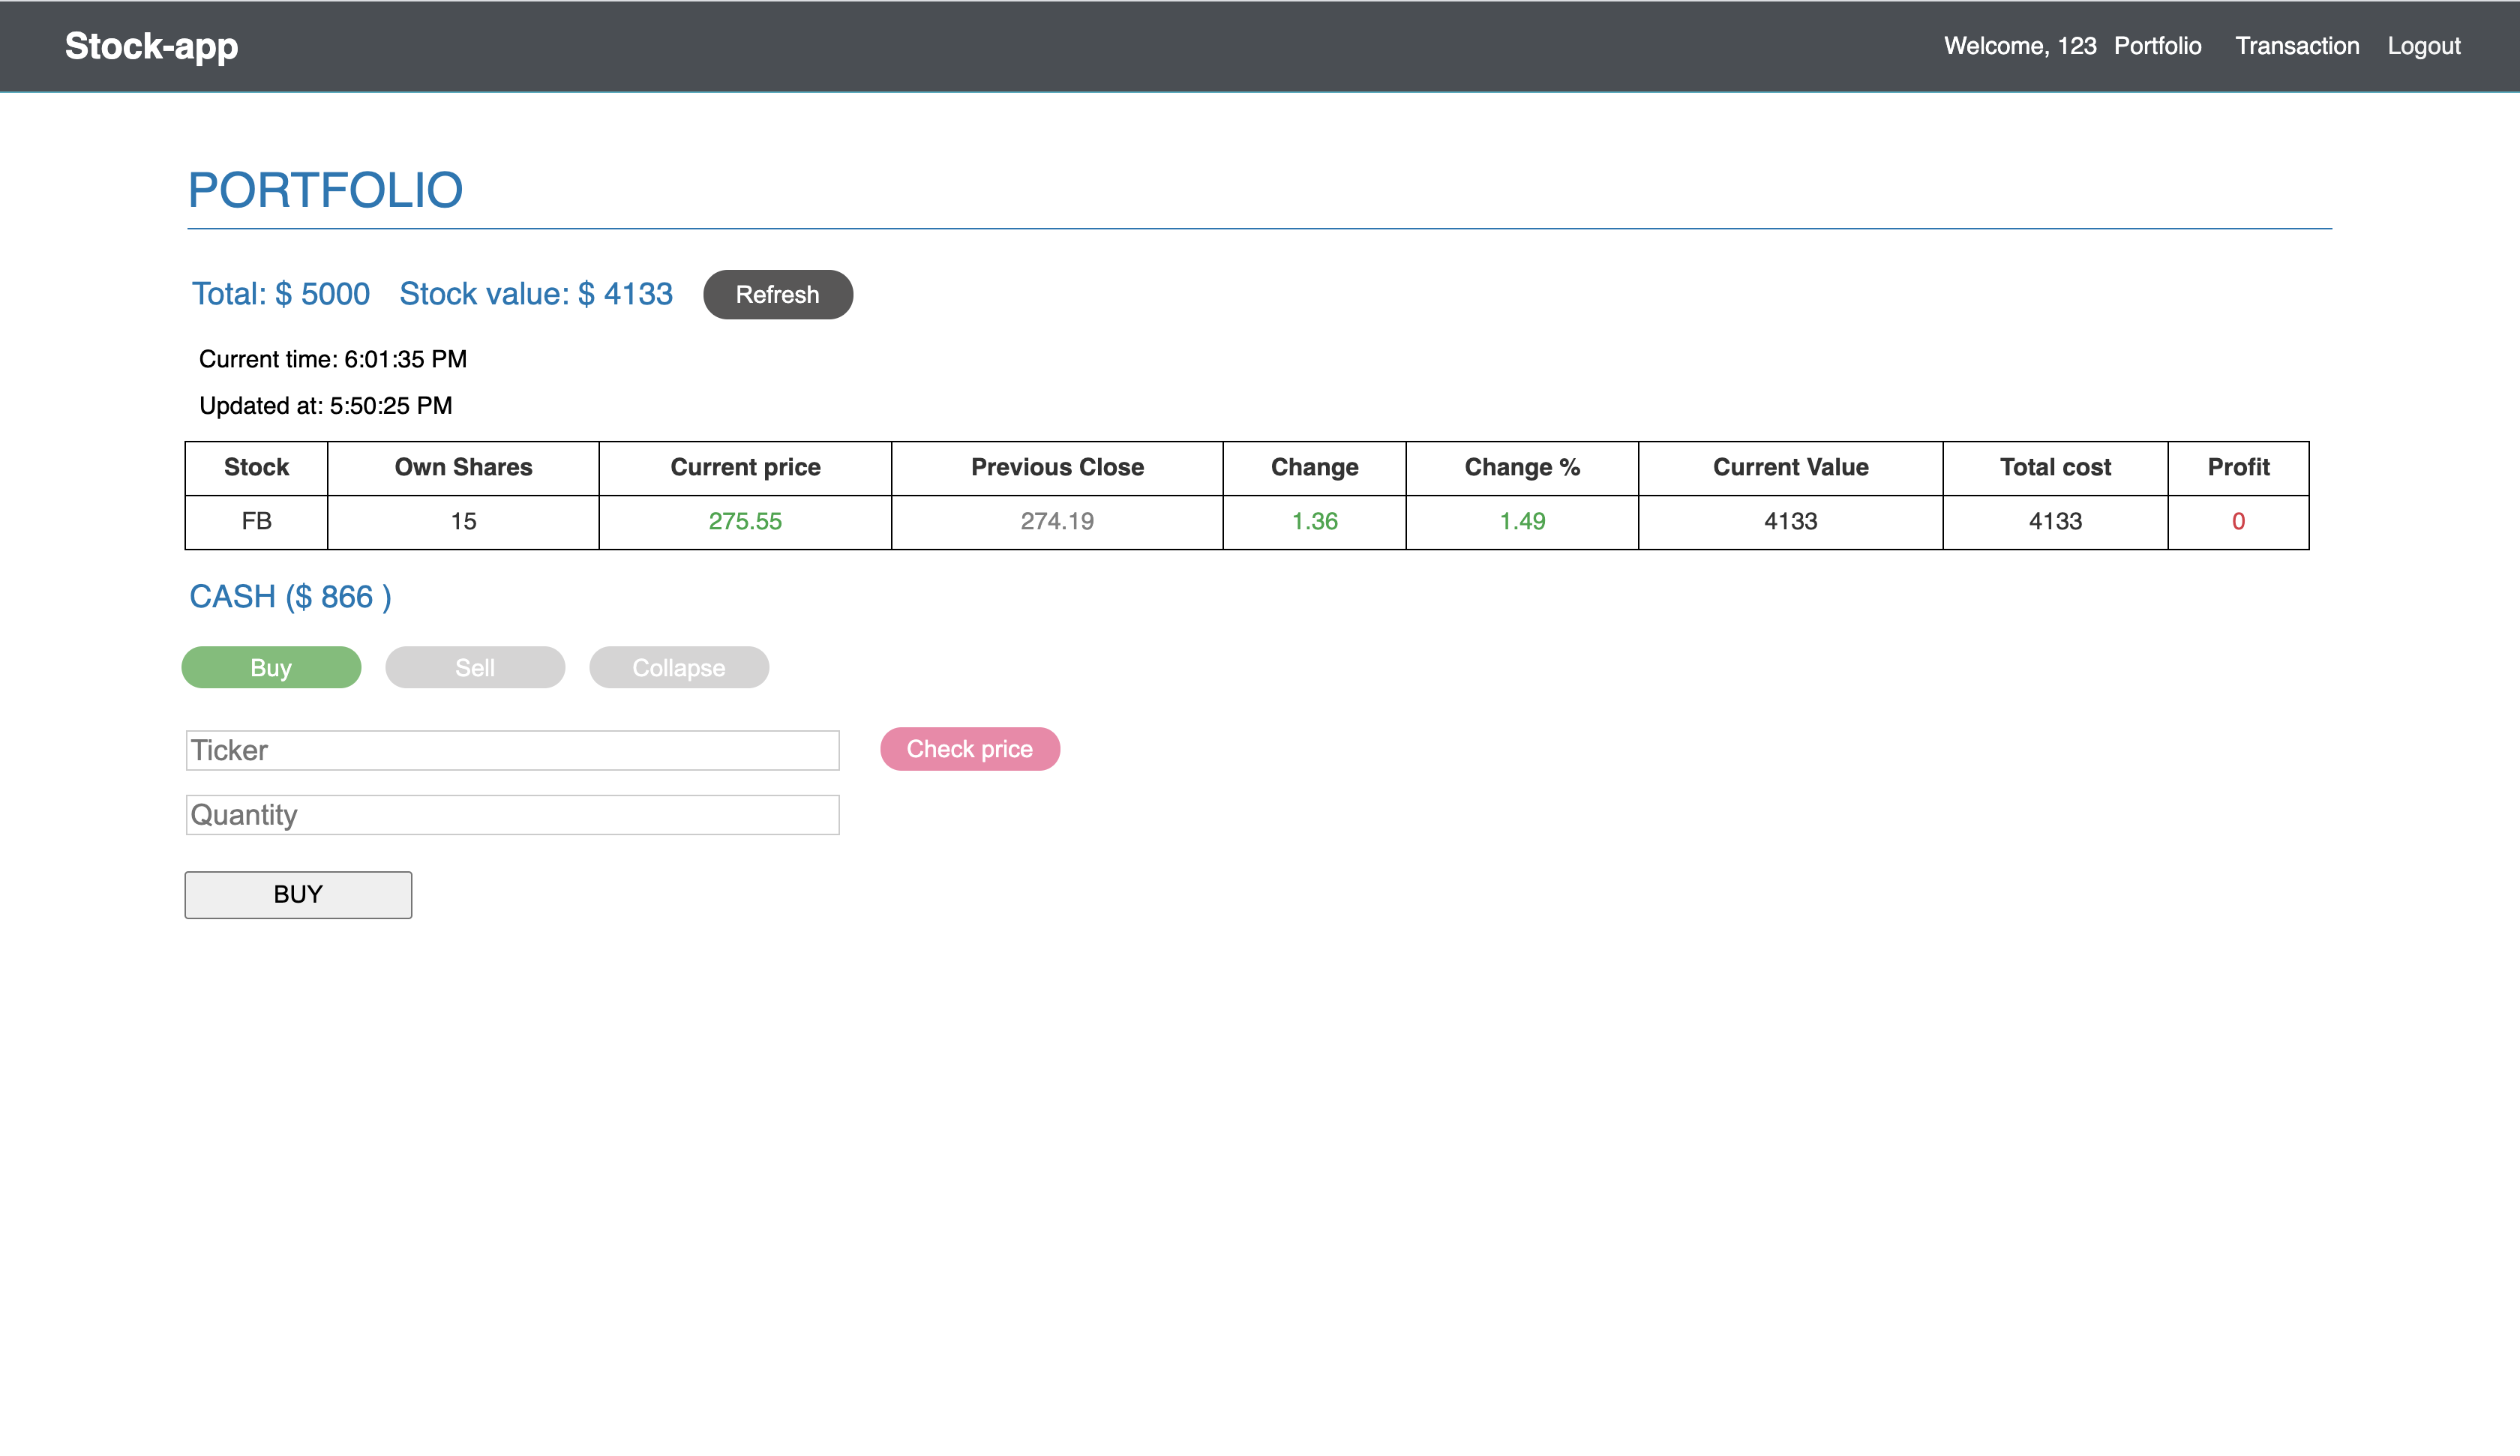 Stock-app Welcome, 123 Portfolio Transaction Logout
PORTFOLIO
Total: $ 5000 Stock value: $ 4133 Refresh
Current time: 6:01:35 PM
Updated at: 5:50:25 PM
Stock Own Shares Current price Previous Close Change Change % Current Value Total cost Profit
FB 15 275.55 274.19 1.36 1.49 4133 4133 0
CASH ($ 866 )
Buy Sell Collapse
Ticker Check price
Quantity
BUY